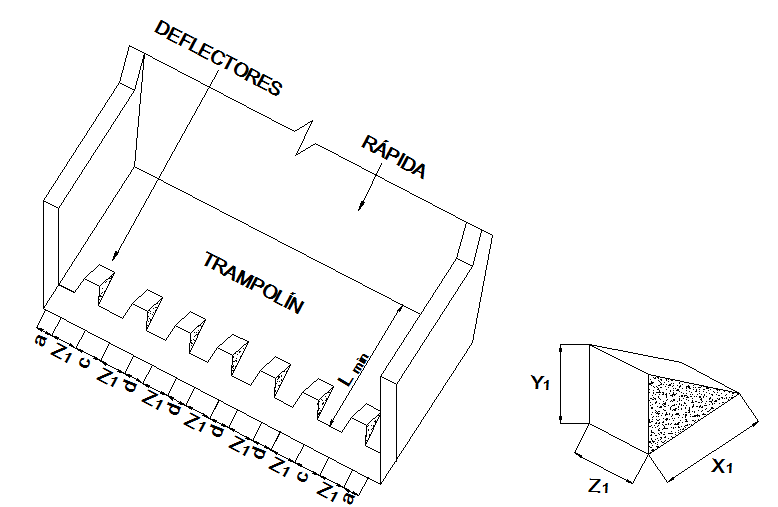 DEFLECTORES
RÁPIDA
TRAMPOLÍN
L min
a Z1 c Z1 d Z1 d Z1 d Z1 d Z1 c Z1 a
Y1
Z1
X1